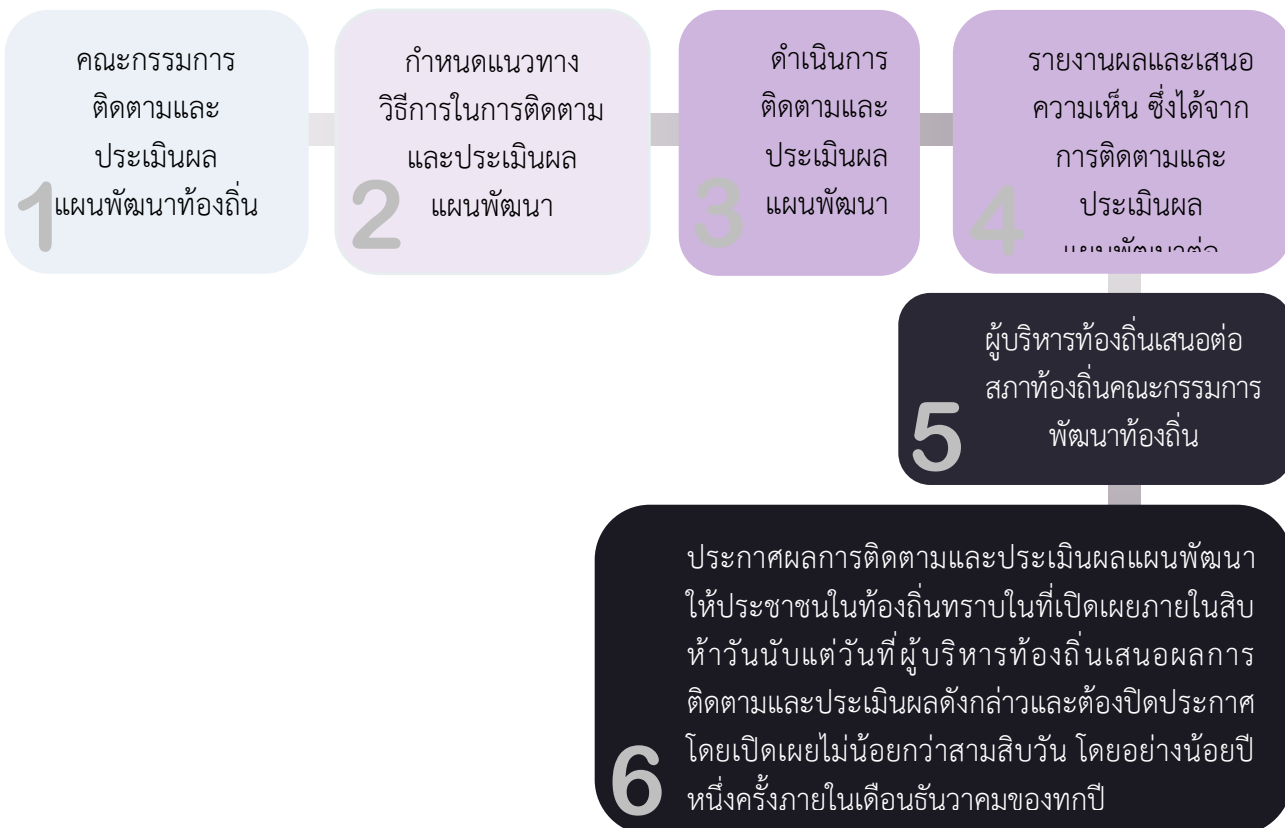 คณะกรรมการ
ติดตามและ
ประเมินผล
แผนพัฒนาท้องถิ่น
1
กำหนดแนวทาง
วิธีการในการติดตาม
และประเมินผล
แผนพัฒนา
2
ดำเนินการ
ติดตามและ
ประเมินผล
แผนพัฒนา
3
รายงานผลและเสนอ
ความเห็น ซึ่งได้จาก
การติดตามและ
ประเมินผล
แผนพัฒนาต่อ
4
ผู้บริหารท้องถิ่นเสนอต่อ
สภาท้องถิ่นคณะกรรมการ
พัฒนาท้องถิ่น
5
ประกาศผลการติดตามและประเมินผลแผนพัฒนา
ให้ประชาชนในท้องถิ่นทราบในที่เปิดเผยภายในสิบ
ห้าวันนับแต่วันที่ผู้บริหารท้องถิ่นเสนอผลการ
ติดตามและประเมินผลดังกล่าวและต้องปิดประกาศ
โดยเปิดเผยไม่น้อยกว่าสามสิบวัน โดยอย่างน้อยปี
หนึ่งครั้งภายในเดือนธันวาคมของทุกปี
6